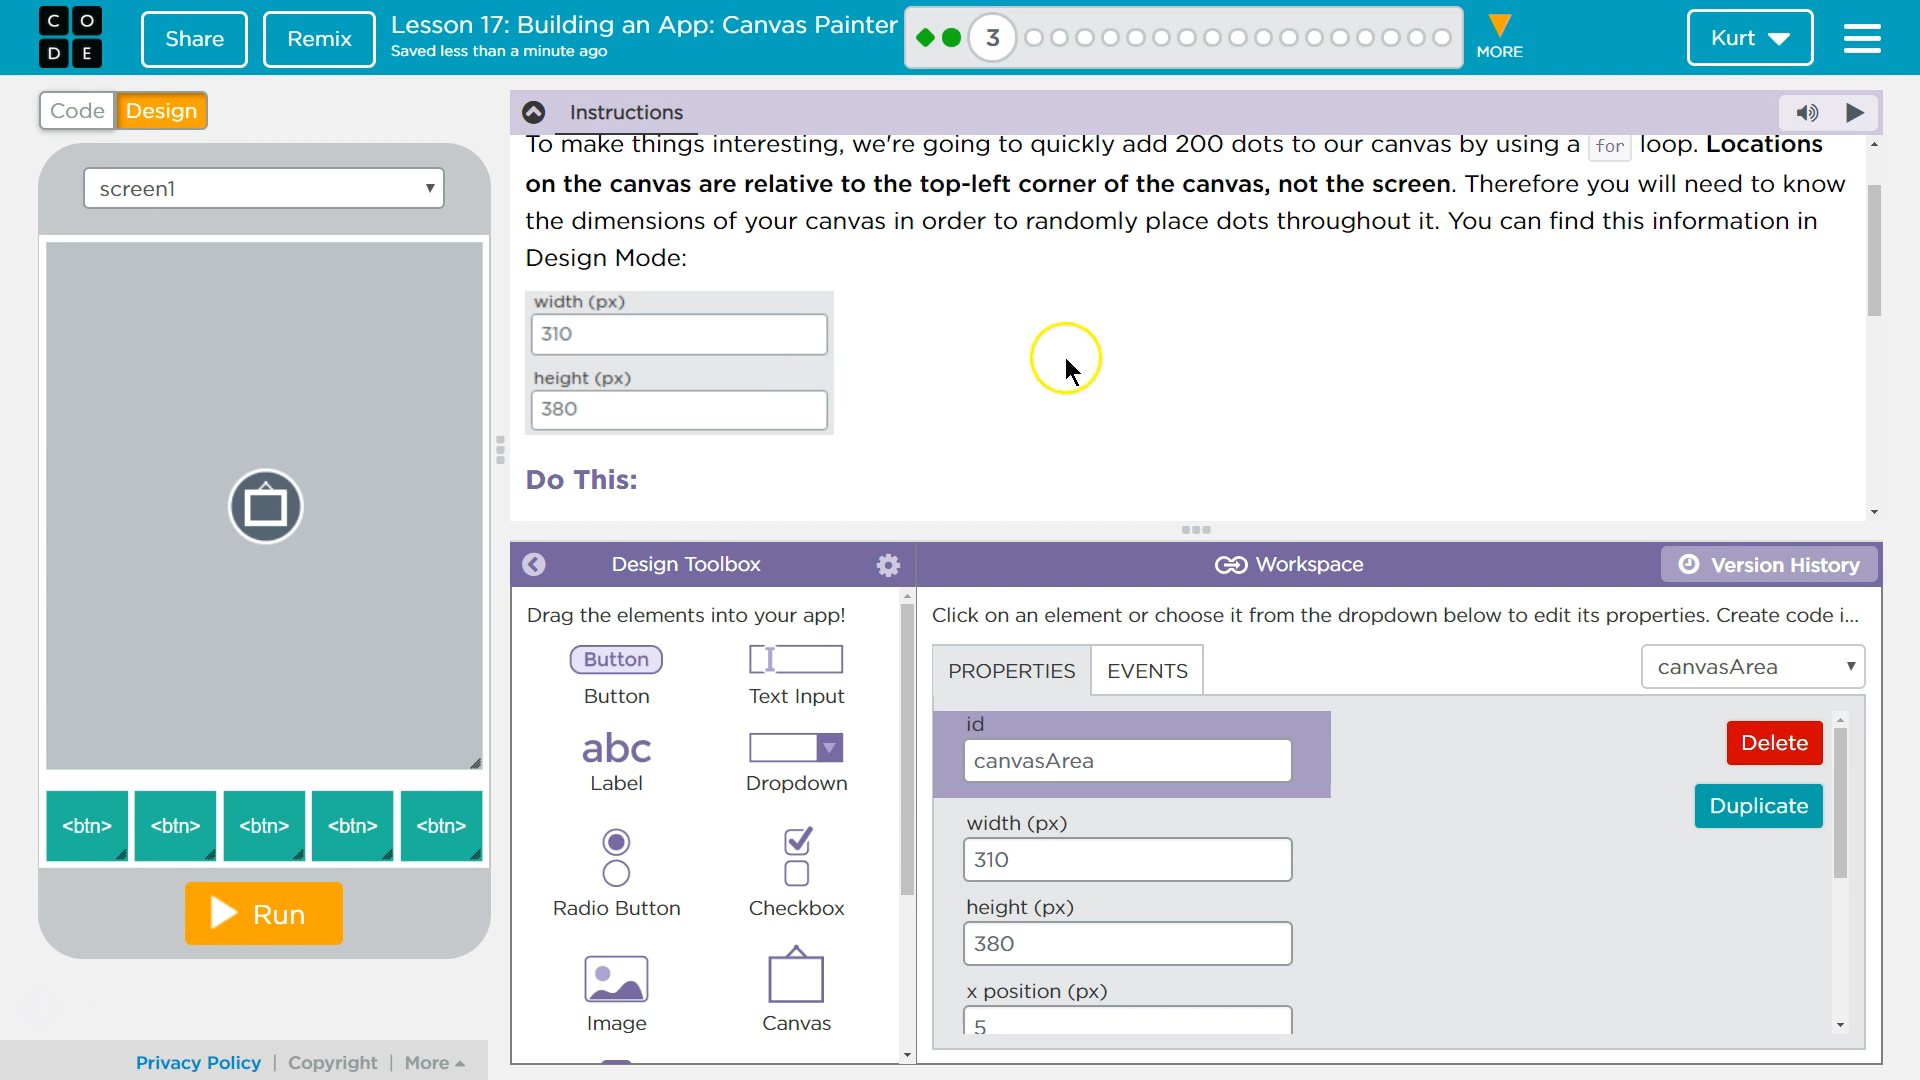 C O
D E
Share
Remix
Lesson 17: Building an App: Canvas Painter
Saved less than a minute ago
3
MORE
Kurt
Code
Design
Instructions
screen1
To make things interesting, we're going to quickly add 200 dots to our canvas by using a for loop. Locations
on the canvas are relative to the top-left corner of the canvas, not the screen. Therefore you will need to know
the dimensions of your canvas in order to randomly place dots throughout it. You can find this information in
Design Mode:
width (px)
310
height (px)
380
Do This:
Design Toolbox
Workspace
Version History
Drag the elements into your app!
Click on an element or choose it from the dropdown below to edit its properties. Create code i...
Button
Button
Text Input
abc
Label
Dropdown
Radio Button
Checkbox
Image
Canvas
PROPERTIES
EVENTS
canvasArea
id
canvasArea
Delete
Duplicate
width (px)
310
height (px)
380
x position (px)
5
<btn>
<btn>
<btn>
<btn>
<btn>
Run
Privacy Policy | Copyright | More